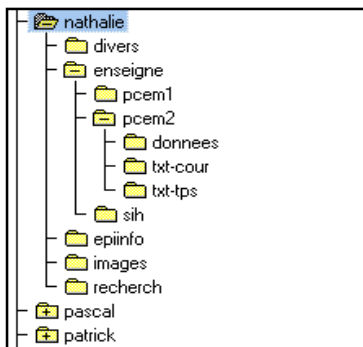 nathalie
divers
enseigne
pcem1
pcem2
donnees
txt-cour
txt-tps
sih
epiinfo
images
recherch
pascal
patrick